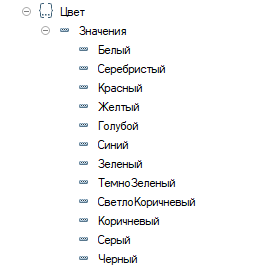 Цвет
Значения
Белый
Серебристый
Красный
Желтый
Голубой
Синий
Зеленый
ТемноЗеленый
СветлоКоричневый
Коричневый
Серый
Черный